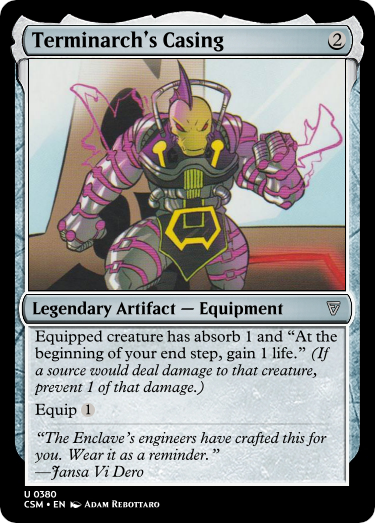 Terminarch's Casing 2
Legendary Artifact — Equipment
Equipped creature has absorb 1 and “At the
beginning of your end step, gain 1 life.” (If
a source would deal damage to that creature,
prevent 1 of that damage.)
Equip 1
“The Enclave's engineers have crafted this for
you. Wear it as a reminder.”
—Jansa Vi Dero
U 0380
CSM • EN Adam Rebottaro